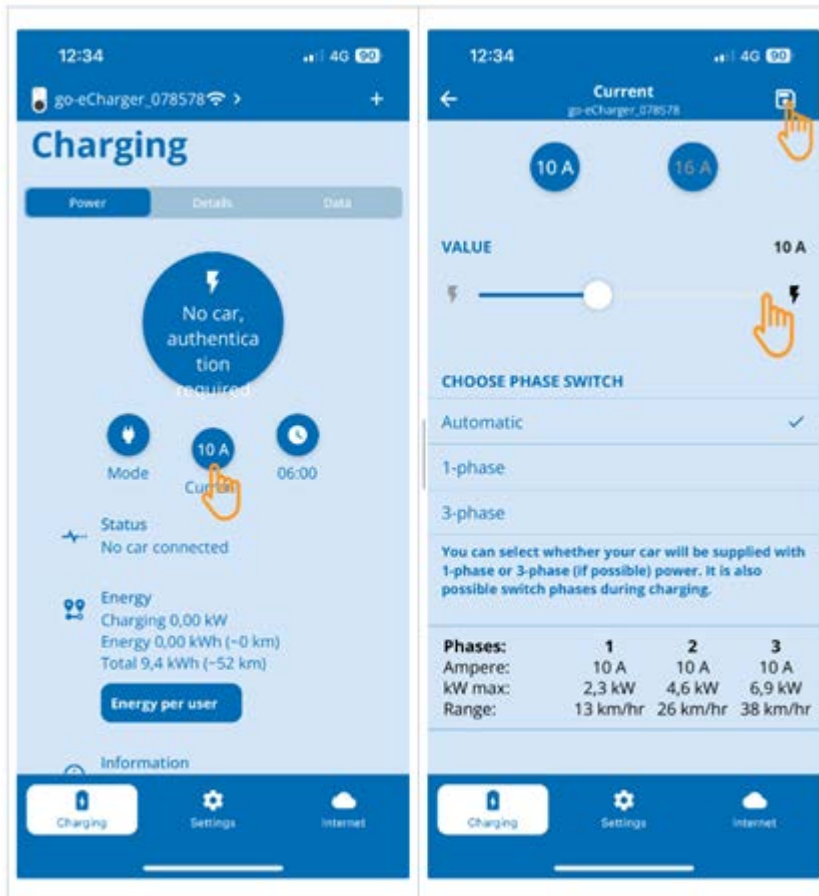 12:34
4G 90
go-eCharger_078578 >
+
Charging
Power Details Data
No car,
authentica
tion
required
10 A
Mode
06:00
Status
No car connected
Energy
Charging 0,00 kW
Energy 0,00 kWh (~0 km)
Total 9,4 kWh (~52 km)
Energy per user
Information
Charging Settings Internet
12:34
4G 90
Current
go-eCharger_078578
10 A 16 A
VALUE 10 A
CHOOSE PHASE SWITCH
Automatic
1-phase
3-phase
You can select whether your car will be supplied with
1-phase or 3-phase (if possible) power. It is also
possible switch phases during charging.
Phases: 1 2 3
Ampere: 10 A 10 A 10 A
kW max: 2,3 kW 4,6 kW 6,9 kW
Range: 13 km/hr 26 km/hr 38 km/hr
Charging Settings Internet